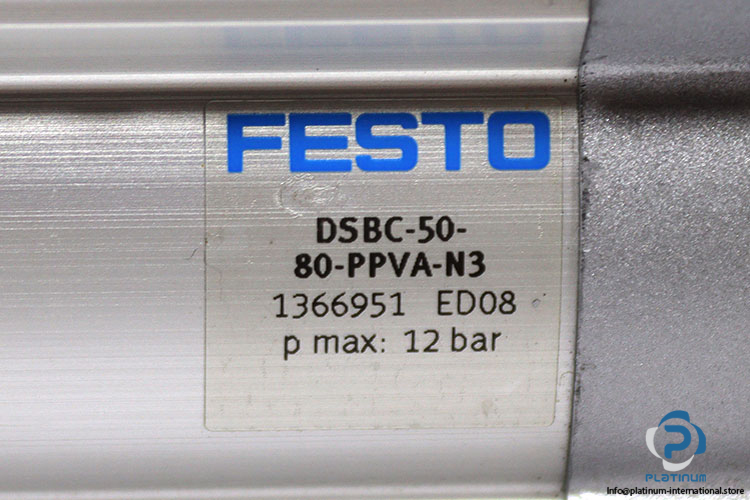 FESTO
DSBC-50-
80-PPVA-N3
1366951 ED08
p max: 12 bar
PLATINUM
Info@platinum-international.store